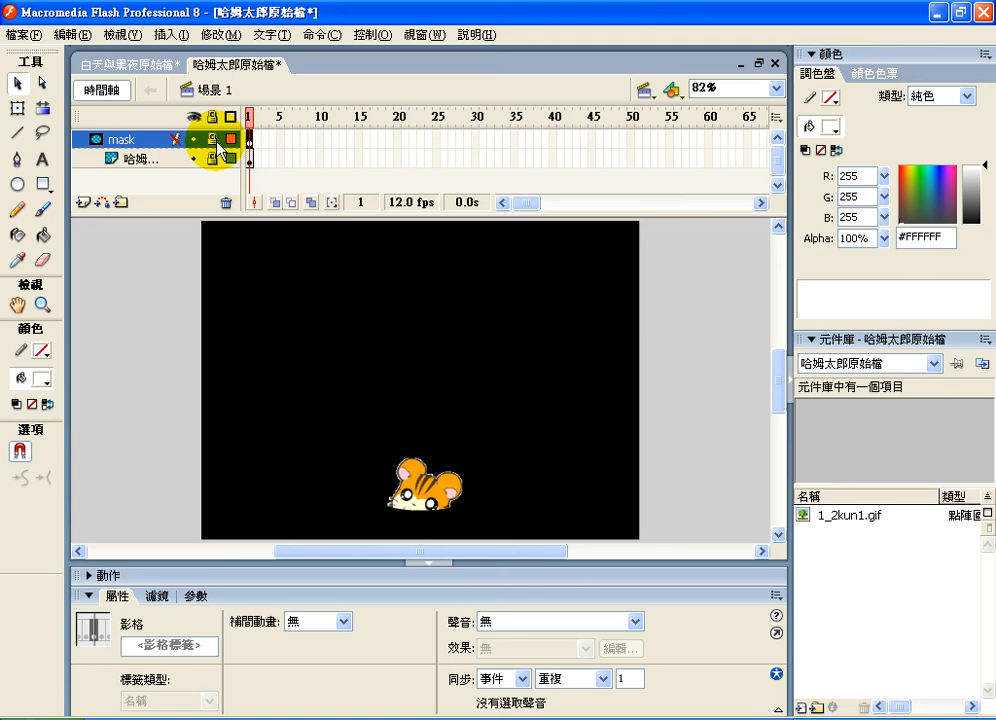 Macromedia Flash Professional 8 - [哈姆太郎原始檔*]
檔案(F) 編輯(E) 檢視(V) 插入(I) 修改(M) 文字(T) 命令(C) 控制(O) 視窗(W) 說明(H)
工具
白天與黑夜原始檔* 哈姆太郎原始檔*
時間軸 場景 1 82%
1 5 10 15 20 25 30 35 40 45 50 55 60 65
mask
哈姆...
1 12.0 fps 0.0s
檢視
顏色
選項
顏色
調色盤 顏色色票
類型: 純色
R: 255
G: 255
B: 255
Alpha: 100% #FFFFFF
元件庫 - 哈姆太郎原始檔
哈姆太郎原始檔
元件庫中有一個項目
名稱 類型
1_2kun1.gif 點陣圖
動作
屬性 濾鏡 參數
影格
<影格標籤>
標籤類型:
名稱
補間動畫: 無
聲音: 無
效果: 無 編輯...
同步: 事件 重複 1
沒有選取聲音